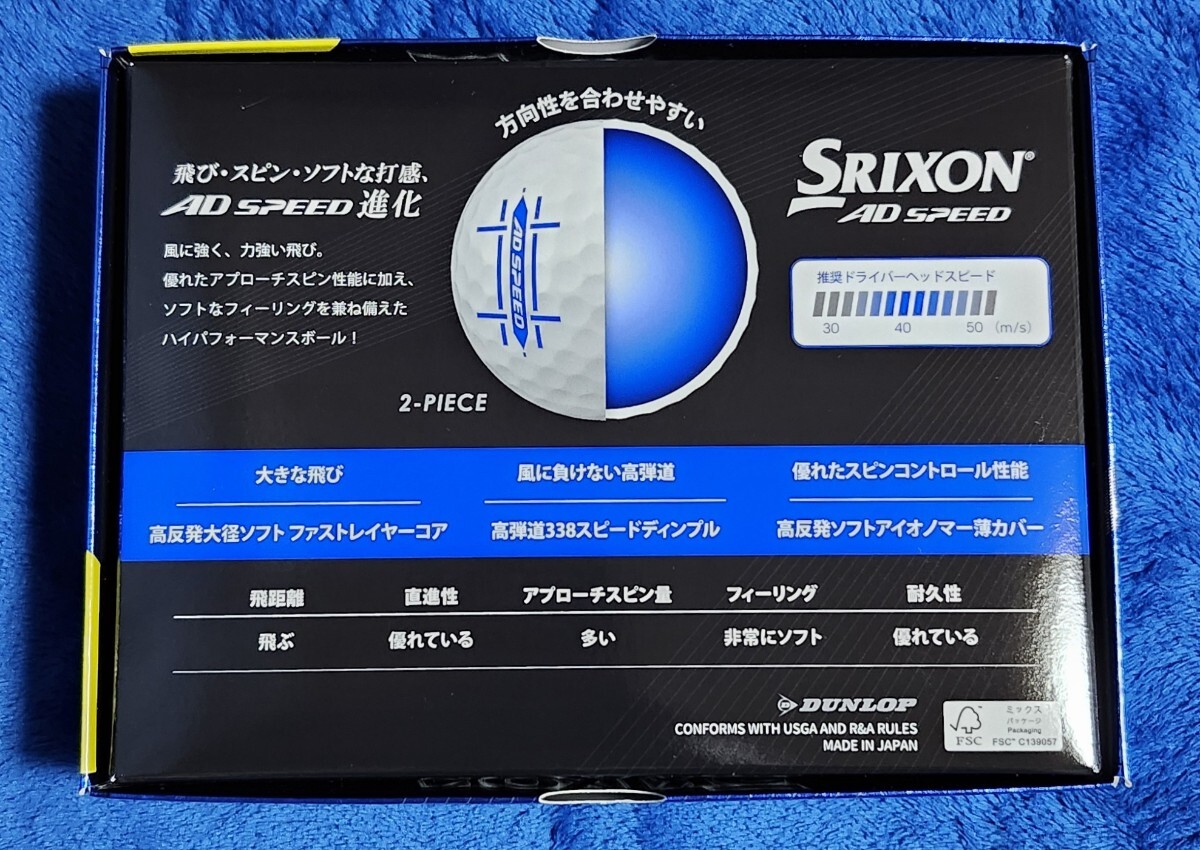 方向性を合わせやすい
飛び・スピン・ソフトな打感、
AD SPEED 進化
風に強く、力強い飛び。
優れたアプローチスピン性能に加え、
ソフトなフィーリングを兼ね備えた
ハイパフォーマンスボール！
AD SPEED
2-PIECE
SRIXON®
AD SPEED
推奨ドライバーヘッドスピード
30 40 50 (m/s)
大きな飛び 風に負けない高弾道 優れたスピンコントロール性能
高反発大径ソフト ファストレイヤーコア 高弾道338スピードディンプル 高反発ソフトアイオノマー薄カバー
飛距離 直進性 アプローチスピン量 フィーリング 耐久性
飛ぶ 優れている 多い 非常にソフト 優れている
DUNLOP
CONFORMS WITH USGA AND R&A RULES
MADE IN JAPAN
FSC
ミックス
パッケージ
Packaging
FSC™ C139057